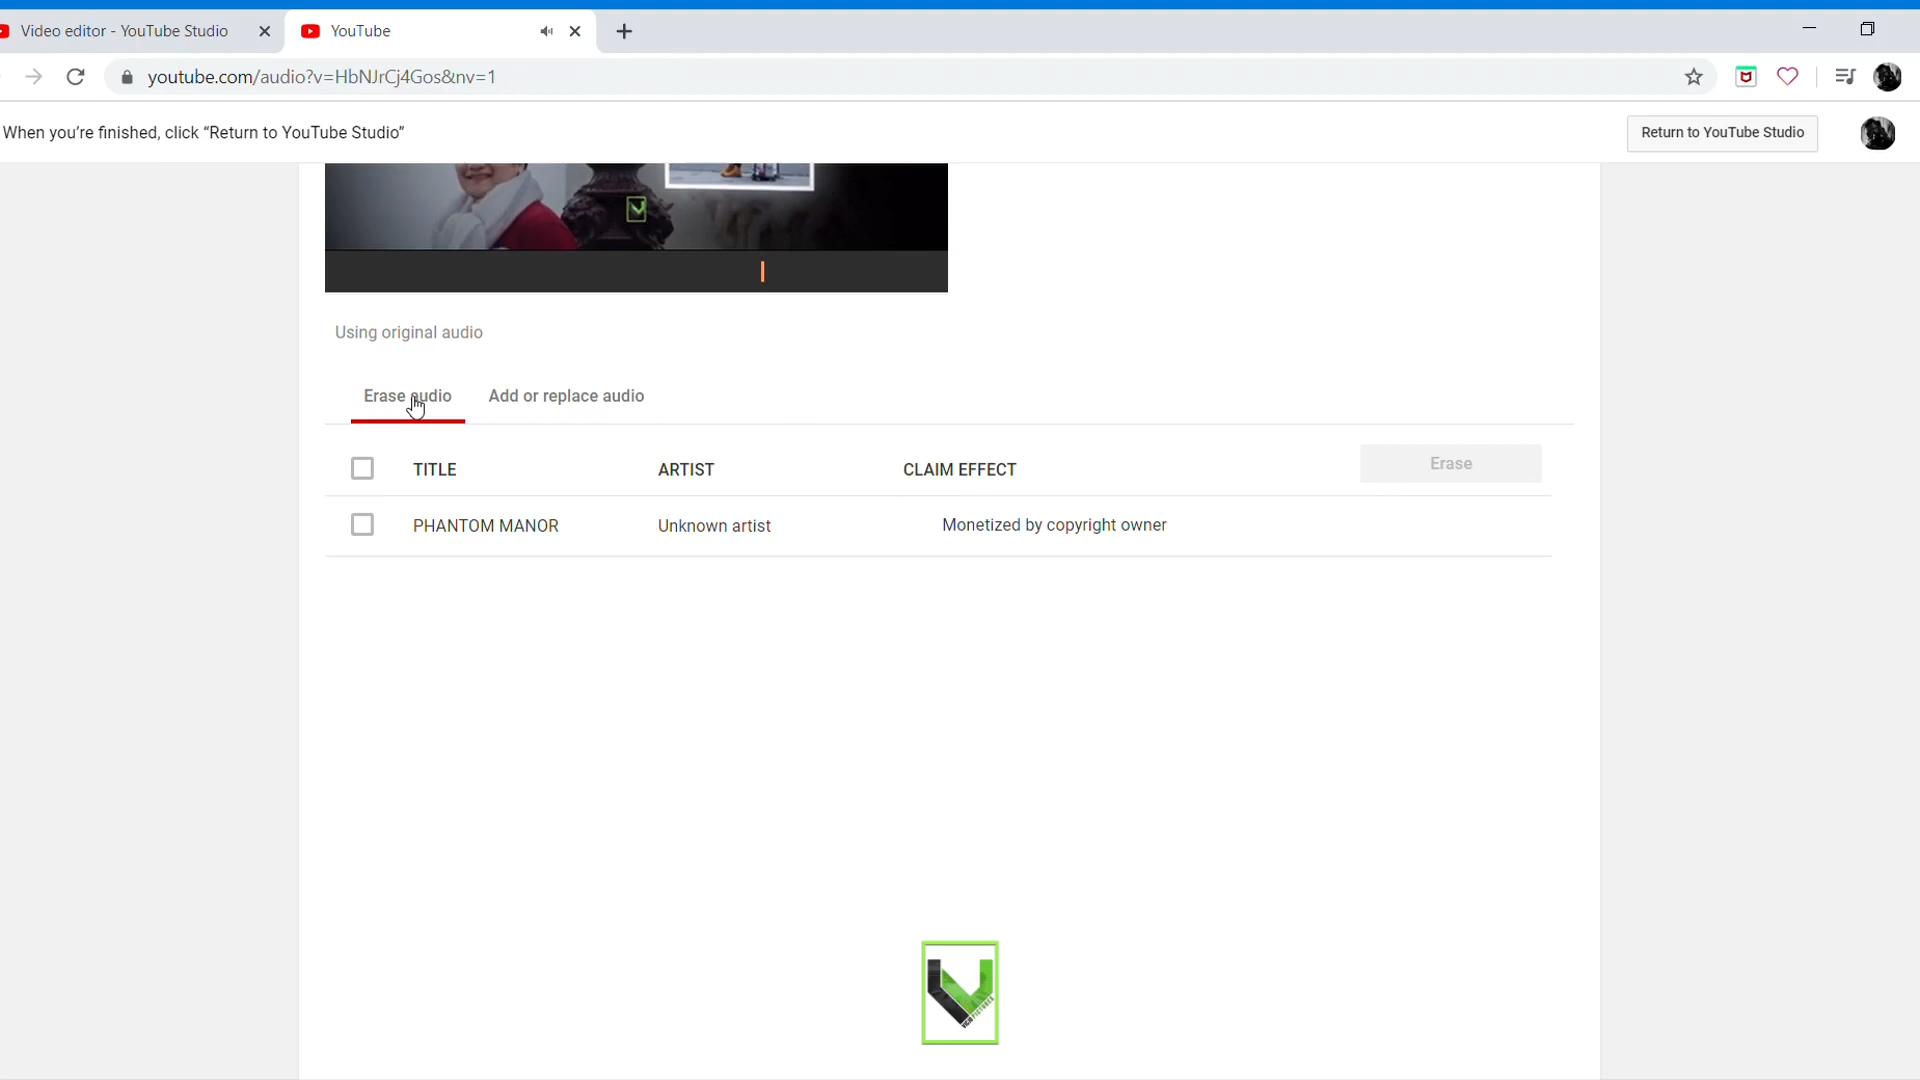 Video editor - YouTube Studio
YouTube
youtube.com/audio?v=HbNJrCj4Gos&nv=1
When you're finished, click “Return to YouTube Studio”
Return to YouTube Studio
Using original audio
Erase audio
Add or replace audio
TITLE ARTIST CLAIM EFFECT
Erase
PHANTOM MANOR Unknown artist Monetized by copyright owner